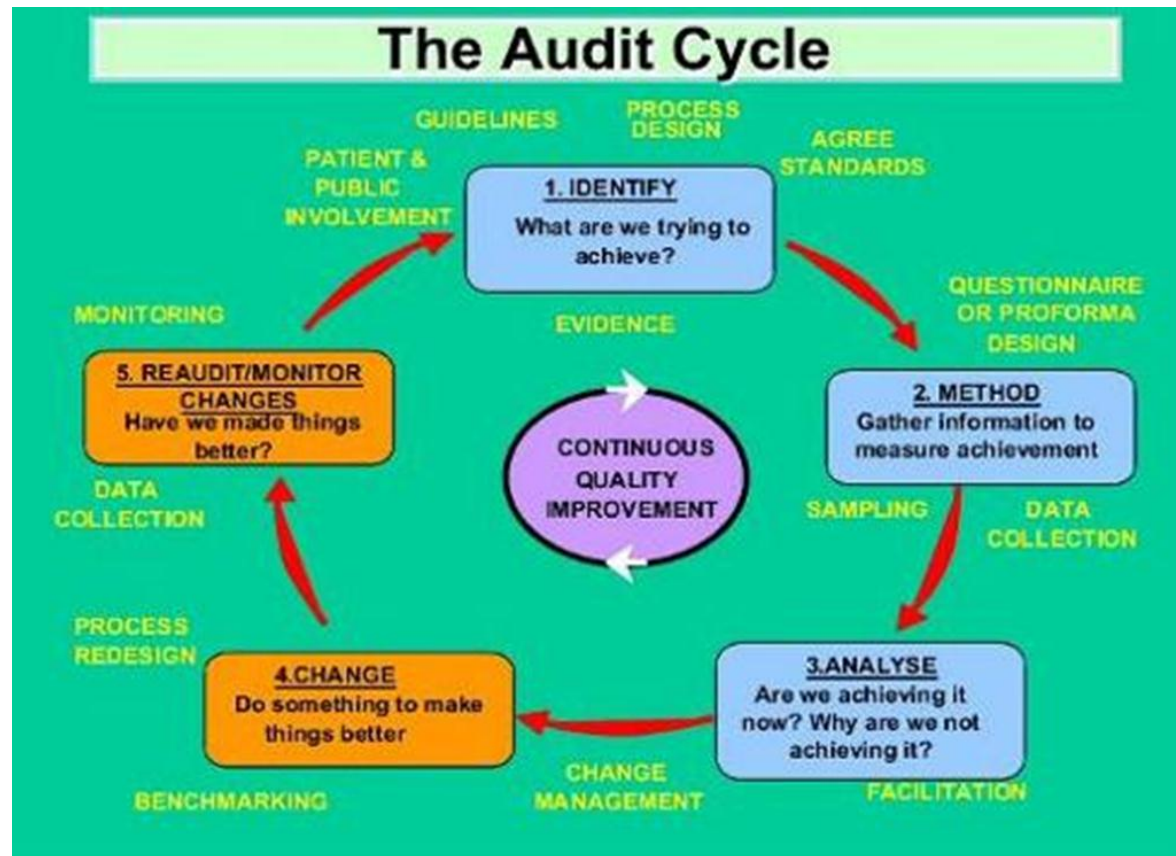 The Audit Cycle
GUIDELINES
PROCESS
DESIGN
AGREE
STANDARDS
PATIENT &
PUBLIC
INVOLVEMENT
1. IDENTIFY
What are we trying to
achieve?
EVIDENCE
QUESTIONNAIRE
OR PROFORMA
DESIGN
2. METHOD
Gather information to
measure achievement
SAMPLING
DATA
COLLECTION
3.ANALYSE
Are we achieving it
now? Why are we not
achieving it?
FACILITATION
CHANGE
MANAGEMENT
4.CHANGE
Do something to make
things better
BENCHMARKING
PROCESS
REDESIGN
5. REAUDIT/MONITOR
CHANGES
Have we made things
better?
DATA
COLLECTION
MONITORING
CONTINUOUS
QUALITY
IMPROVEMENT